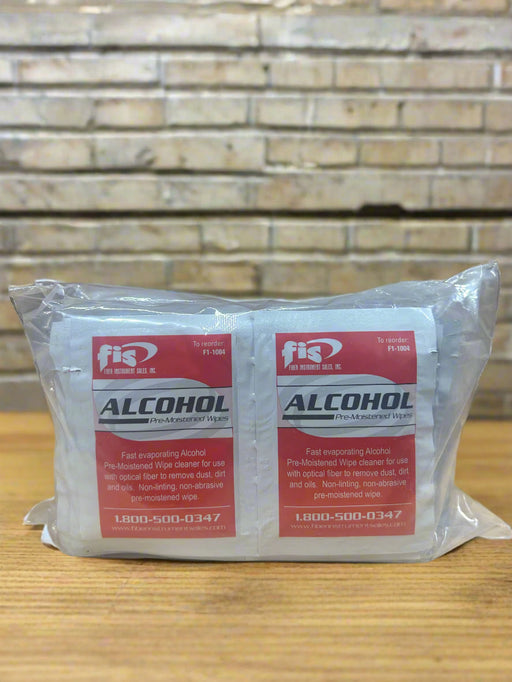 fis
FIBER INSTRUMENT SALES, INC.
To reorder:
F1-1004
ALCOHOL
Pre-Moistened Wipes
Fast evaporating Alcohol
Pre-Moistened Wipe cleaner for use
with optical fiber to remove dust, dirt
and oils. Non-linting, non-abrasive
pre-moistened wipe.
1.800-500-0347
www.fiberinstrumentsales.com
fis
FIBER INSTRUMENT SALES, INC.
To reorder:
F1-1004
ALCOHOL
Pre-Moistened Wipes
Fast evaporating Alcohol
Pre-Moistened Wipe cleaner for use
with optical fiber to remove dust, dirt
and oils. Non-linting, non-abrasive
pre-moistened wipe.
1.800-500-0347
www.fiberinstrumentsales.com